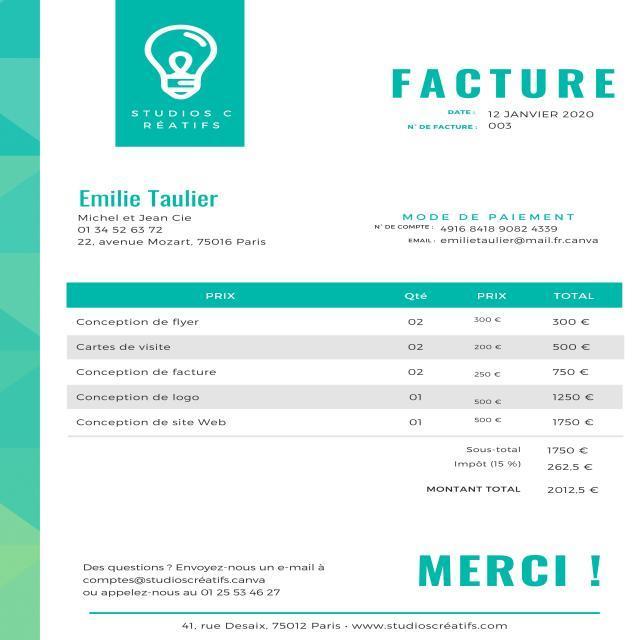 STUDIOS C
RÉATIFS
FACTURE
DATE : 12 JANVIER 2020
N° DE FACTURE : 003
Emilie Taulier
Michel et Jean Cie
01 34 52 63 72
22, avenue Mozart, 75016 Paris
MODE DE PAIEMENT
N° DE COMPTE : 4916 8418 9082 4339
EMAIL : emilietaulier@mail.fr.canva
PRIX Qté PRIX TOTAL
Conception de flyer 02 300 € 300 €
Cartes de visite 02 200 € 500 €
Conception de facture 02 250 € 750 €
Conception de logo 01 500 € 1250 €
Conception de site Web 01 500 € 1750 €
Sous-total 1750 €
Impôt (15 %) 262,5 €
MONTANT TOTAL 2012,5 €
Des questions ? Envoyez-nous un e-mail à
comptes@studioscréatifs.canva
ou appelez-nous au 01 25 53 46 27
MERCI !
41, rue Desaix, 75012 Paris • www.studioscréatifs.com